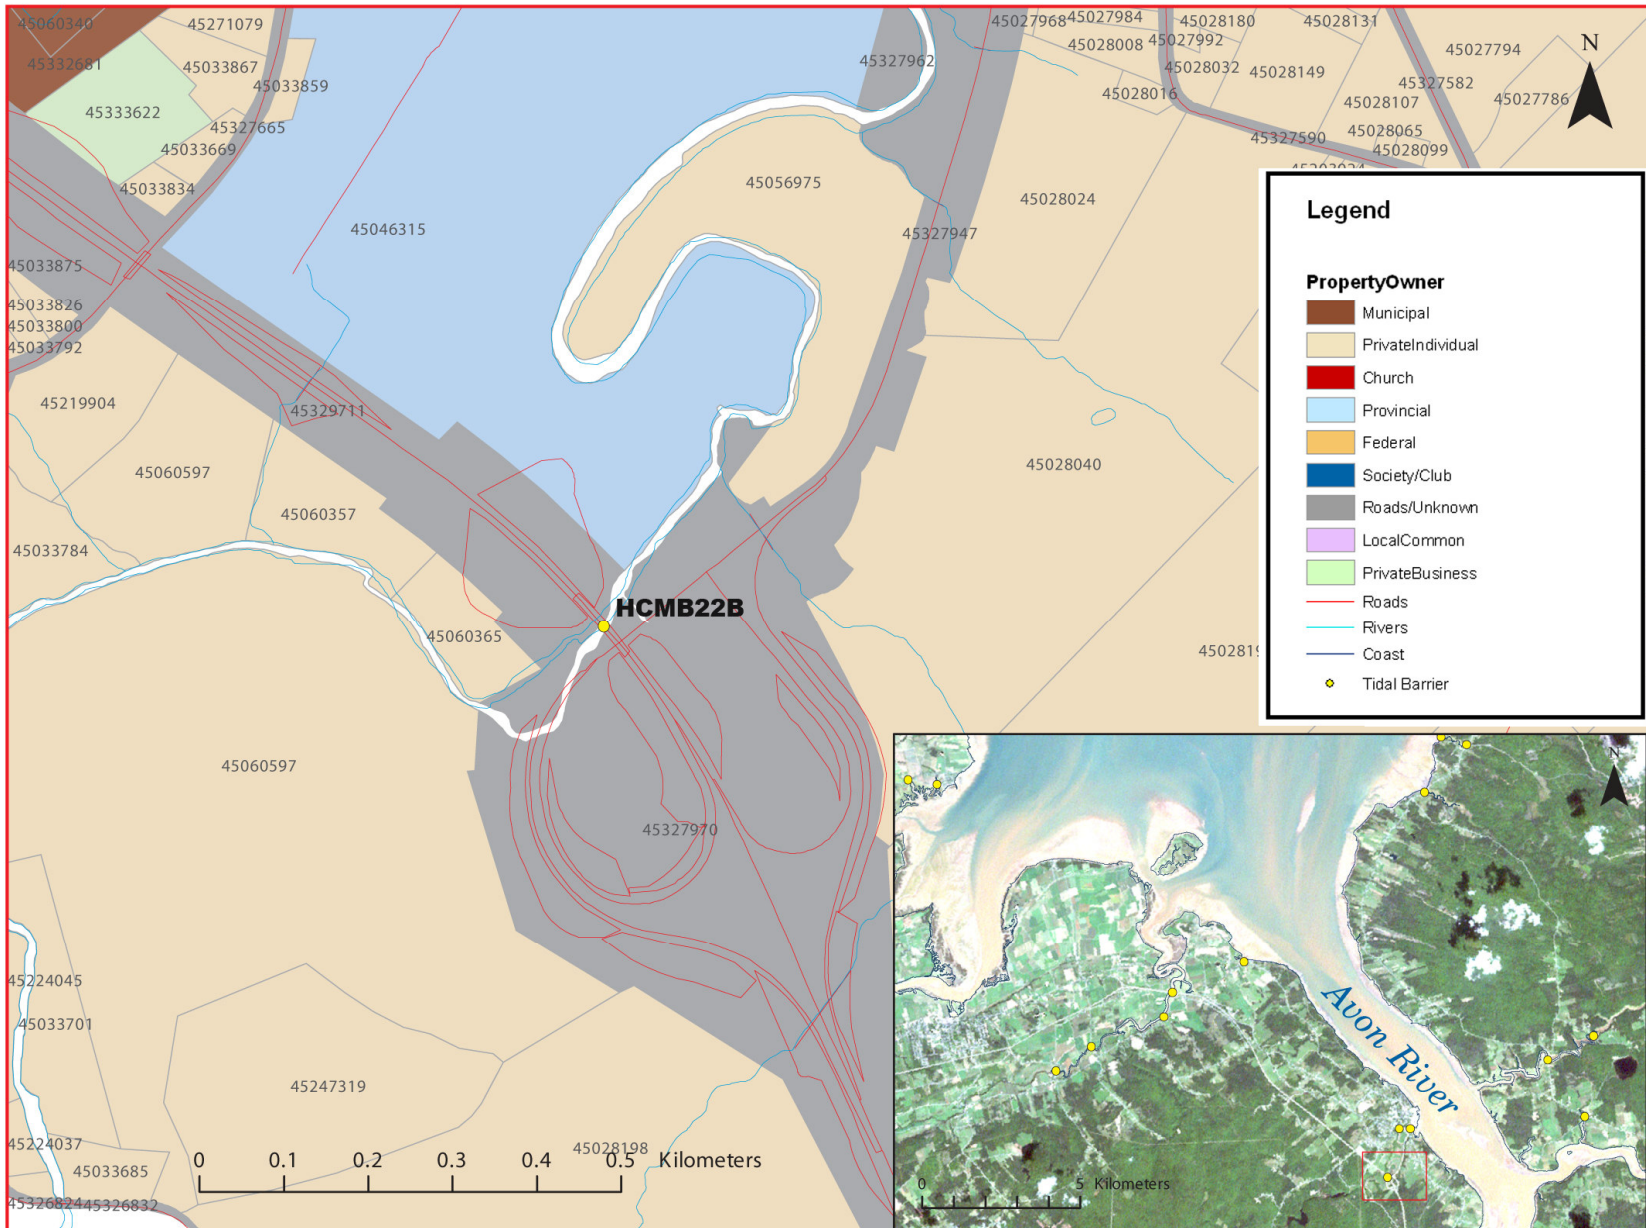 45060340
45271079
45027968
45027984
45028180
45028131
45332681
45033867
45033859
45327962
45028008
45027992
45028032
45028149
45027794
45327582
N
45333622
45327665
45028016
45028107
45027786
45033669
45327590
45028065
45028099
45033834
45056975
45028024
45046315
45327947
45033875
45033826
45033800
45033792
45219904
45329711
45028040
45060597
45060357
45033784
HCMB22B
45060365
45060597
45327970
45224045
45033701
45247319
45224037
45033685
45028198
45326824
45326832
0 0.1 0.2 0.3 0.4 0.5 Kilometers
Legend
PropertyOwner
Municipal
PrivateIndividual
Church
Provincial
Federal
Society/Club
Roads/Unknown
LocalCommon
PrivateBusiness
Roads
Rivers
Coast
Tidal Barrier
N
Avon River
0 5 Kilometers